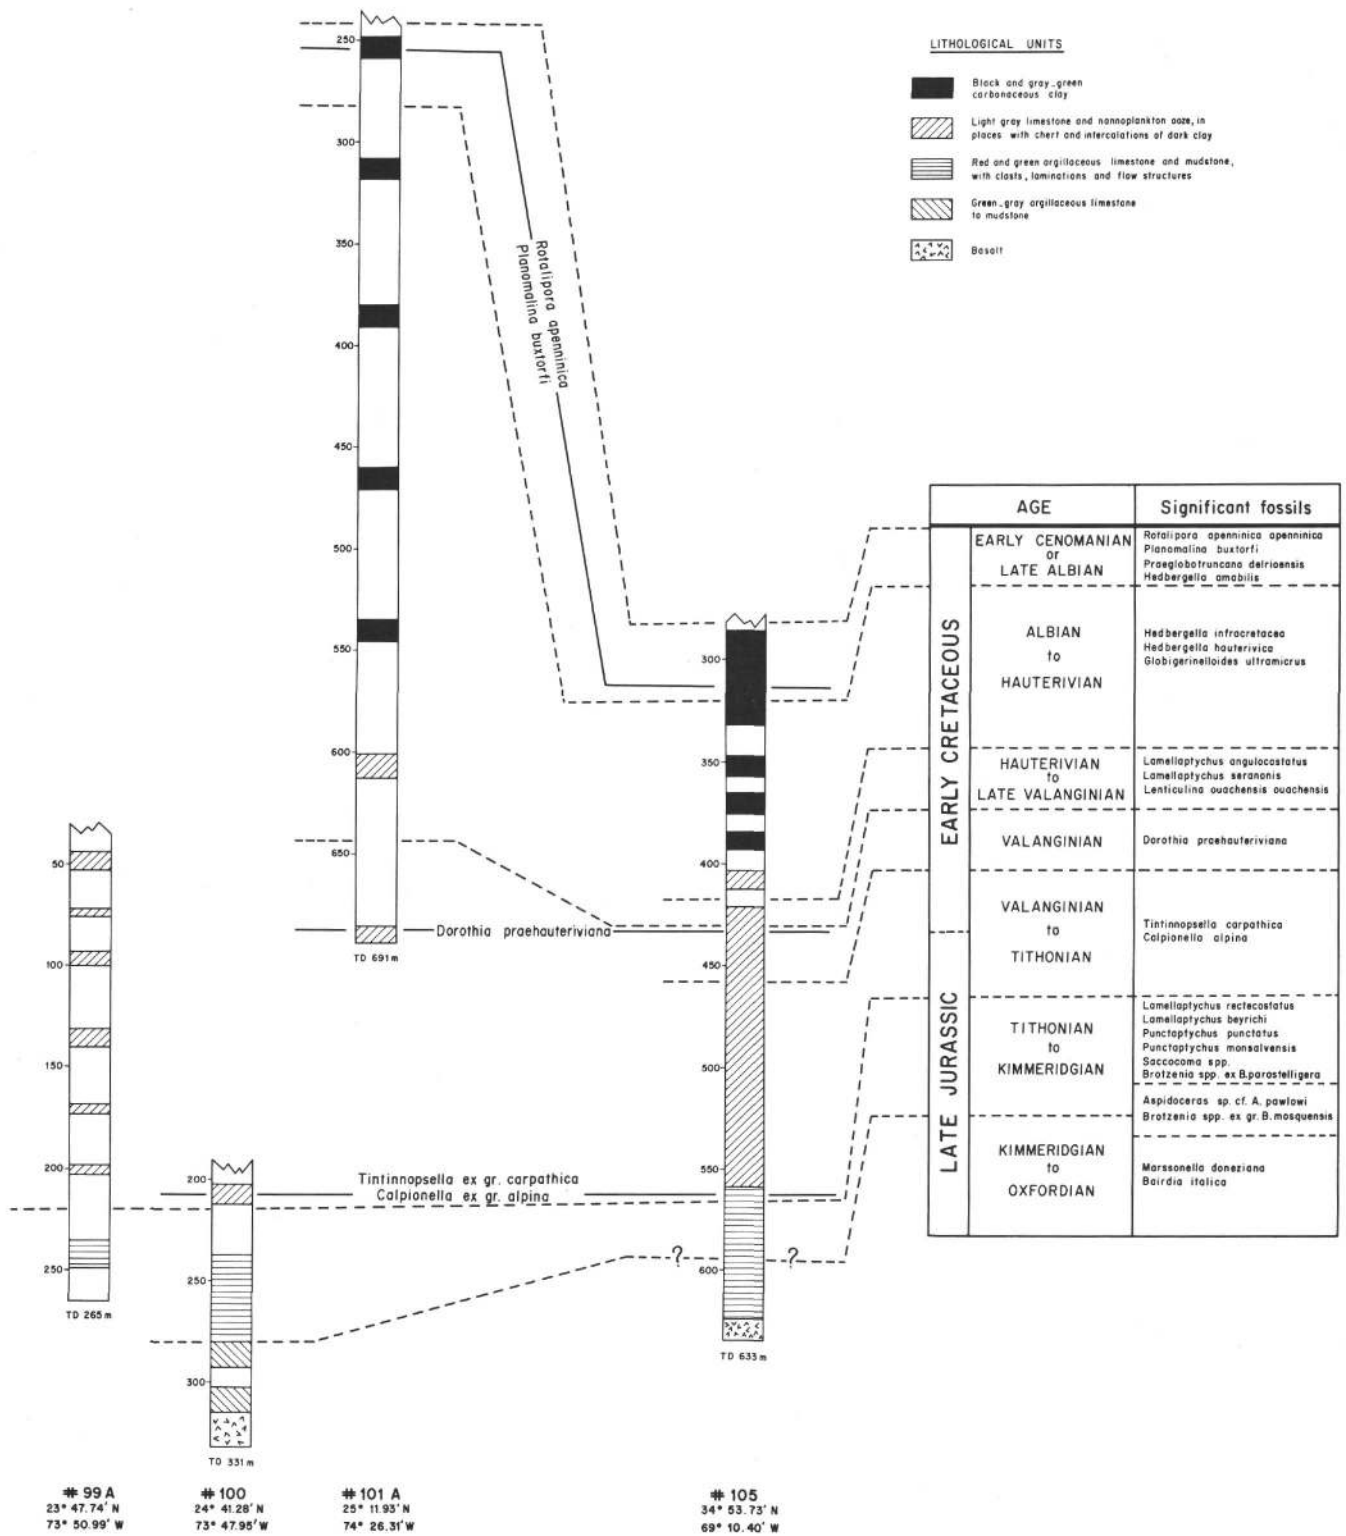 LITHOLOGICAL UNITS
Black and gray-green
carbonaceous clay
Light gray limestone and nannoplankton ooze, in
places with chert and intercalations of dark clay
Red and green argillaceous limestone and mudstone,
with clasts, laminations and flow structures
Green-gray argillaceous limestone
to mudstone
Basalt
250
300
350
400
450
500
550
600
650
TD 691 m
Rotalipora apenninica
Planomalina buxtorfi
Dorothia praehauteriviana
300
350
400
450
500
550
600
TD 633 m
50
100
150
200
250
TD 265 m
200
250
300
TD 331 m
Tintinnopsella ex gr. carpathica
Calpionella ex gr. alpina
?
?
AGE
Significant fossils
EARLY CRETACEOUS
LATE JURASSIC
EARLY CENOMANIAN
or
LATE ALBIAN
Rotalipora apenninica apenninica
Planomalina buxtorfi
Praeglobotruncana delrioensis
Hedbergella amabilis
ALBIAN
to
HAUTERIVIAN
Hedbergella infracretacea
Hedbergella hauterivica
Globigerinelloides ultramicrus
HAUTERIVIAN
to
LATE VALANGINIAN
Lamellaptychus angulocostatus
Lamellaptychus seranonis
Lenticulina ouachensis ouachensis
VALANGINIAN
Dorothia praehauteriviana
VALANGINIAN
to
TITHONIAN
Tintinnopsella carpathica
Calpionella alpina
TITHONIAN
to
KIMMERIDGIAN
Lamellaptychus rectecostatus
Lamellaptychus beyrichi
Punctaptychus punctatus
Punctaptychus monsalvensis
Saccocoma spp.
Brotzenia spp. ex B.parastelligera
Aspidoceras sp. cf. A. pawlowi
Brotzenia spp. ex gr. B. mosquensis
KIMMERIDGIAN
to
OXFORDIAN
Marssonella doneziana
Bairdia italica
# 99 A
23° 47.74' N
73° 50.99' W
# 100
24° 41.28' N
73° 47.95' W
# 101 A
25° 11.93' N
74° 26.31' W
# 105
34° 53.73' N
69° 10.40' W